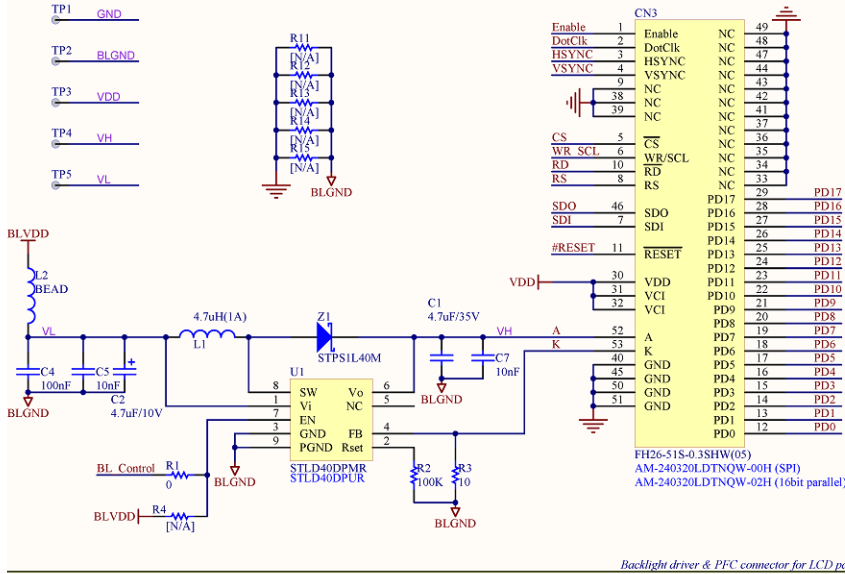 TP1 GND
TP2 BLGND
TP3 VDD
TP4 VH
TP5 VL
R11
[N/A]
R12
[N/A]
R13
[N/A]
R14
[N/A]
R15
[N/A]
BLGND
BLVDD
L2
BEAD
VL
4.7uH(1A)
L1
Z1
STPS1L40M
C1
4.7uF/35V
VH
C4
100nF
C5
10nF
C2
4.7uF/10V
BLGND
C7
10nF
BLGND
U1
8 SW Vo 6
1 Vi NC 5
7 EN
3 GND FB 4
9 PGND Rset 2
STLD40DPMR
STLD40DPUR
BLGND
BL_Control
R1
0
BLVDD
R4
[N/A]
R2
100K
R3
10
BLGND
CN3
Enable 1 Enable NC 49
DotClk 2 DotClk NC 48
HSYNC 3 HSYNC NC 47
VSYNC 4 VSYNC NC 44
9 NC NC 43
38 NC NC 42
39 NC NC 41
NC 37
CS 5 CS NC 36
WR_SCL 6 WR/SCL NC 35
RD 10 RD NC 34
RS 8 RS NC 33
PD17 29 PD17
SDO 46 SDO PD16 28 PD16
SDI 7 SDI PD15 27 PD15
PD14 26 PD14
#RESET 11 RESET PD13 25 PD13
PD12 24 PD12
VDD 30 VDD PD11 23 PD11
31 VCI PD10 22 PD10
32 VCI PD9 21 PD9
PD8 20 PD8
A 52 A PD7 19 PD7
K 53 K PD6 18 PD6
40 GND PD5 17 PD5
45 GND PD4 16 PD4
50 GND PD3 15 PD3
51 GND PD2 14 PD2
PD1 13 PD1
PD0 12 PD0
FH26-51S-0.3SHW(05)
AM-240320LDTNQW-00H (SPI)
AM-240320LDTNQW-02H (16bit parallel)
Backlight driver & PFC connector for LCD